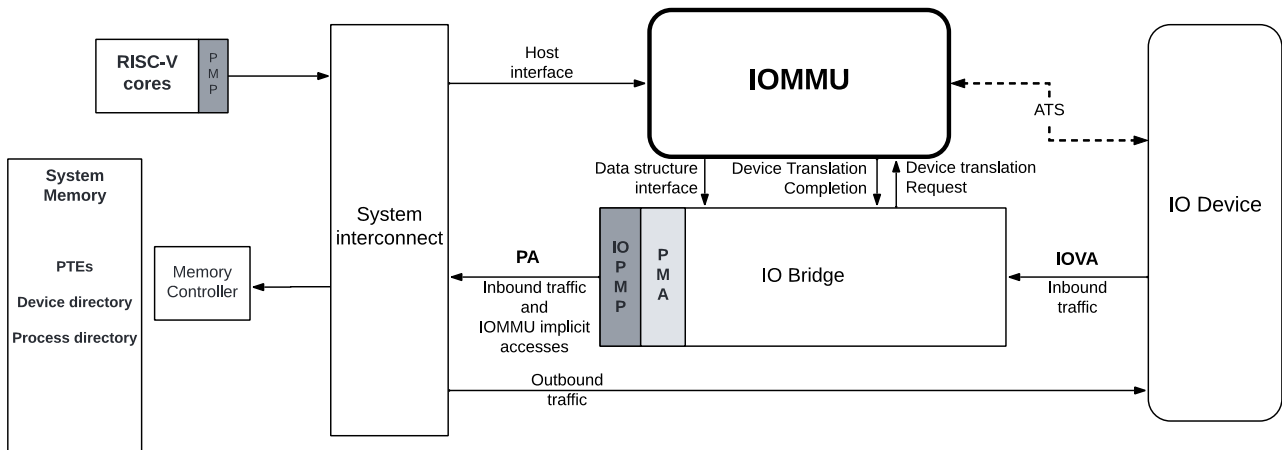 RISC-V
cores
P
M
P
System
Memory
PTEs
Device directory
Process directory
Memory
Controller
System
interconnect
Host
interface
IOMMU
ATS
Data structure
interface
Device Translation
Completion
Device translation
Request
IO
P
M
P
P
M
A
IO Bridge
PA
Inbound traffic
and
IOMMU implicit
accesses
IOVA
Inbound
traffic
Outbound
traffic
IO Device